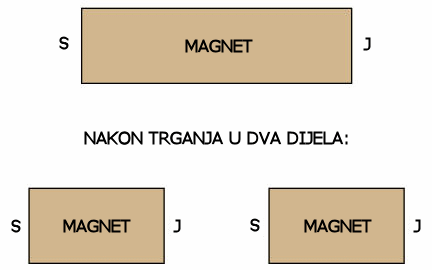 S MAGNET J
NAKON TRGANJA U DVA DIJELA:
S MAGNET J S MAGNET J